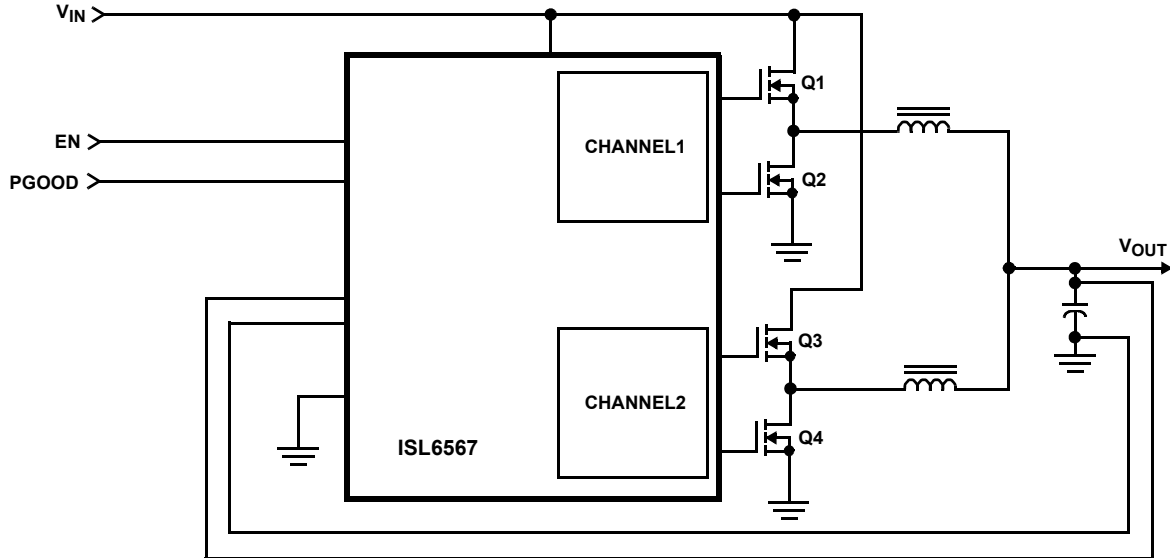 VIN
Q1
EN
CHANNEL1
PGOOD
Q2
VOUT
Q3
CHANNEL2
Q4
ISL6567